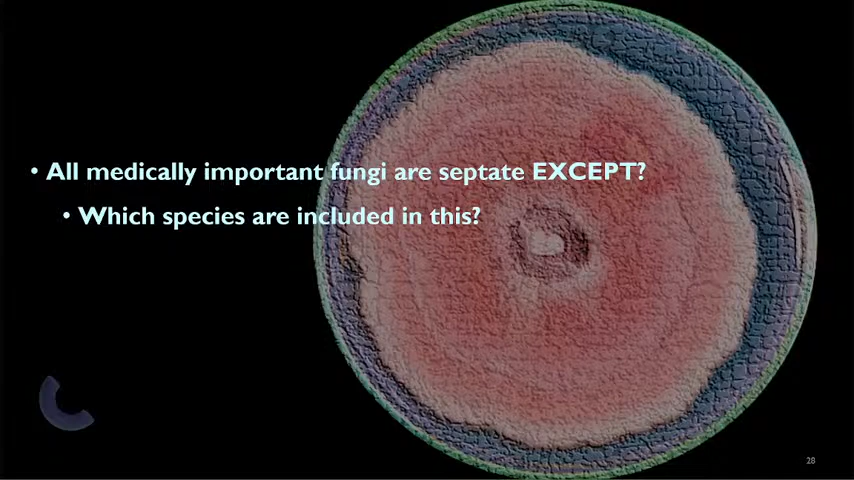 • All medically important fungi are septate EXCEPT?
• Which species are included in this?
28